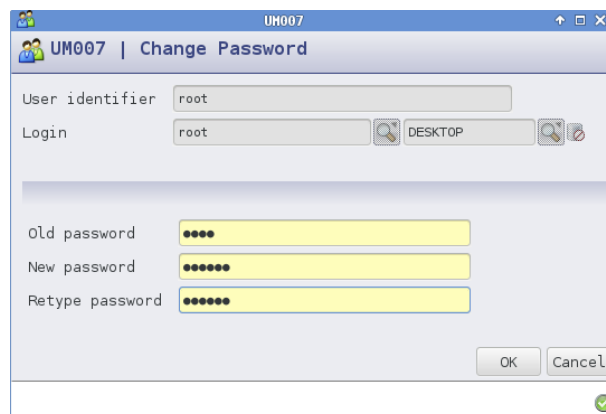 UM007
UM007 | Change Password
User identifier root
Login root DESKTOP
Old password ●●●●
New password ●●●●●●
Retype password ●●●●●●
OK Cancel